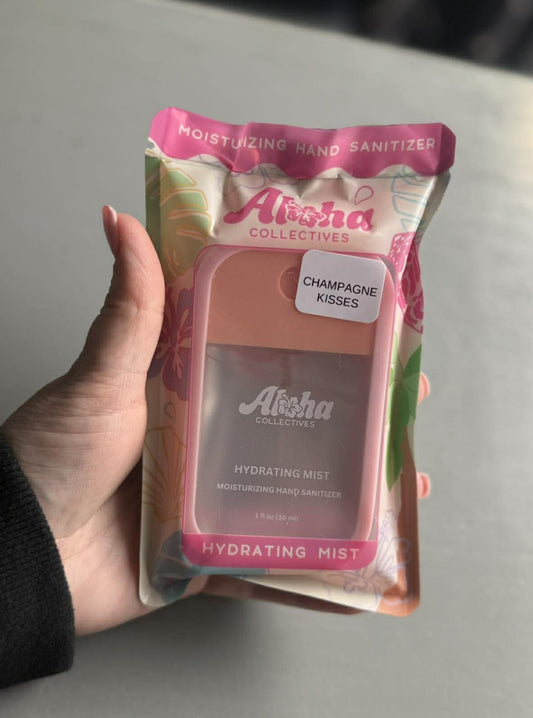 MOISTURIZING HAND SANITIZER
Aloha
COLLECTIVES
CHAMPAGNE
KISSES
Aloha
COLLECTIVES
HYDRATING MIST
MOISTURIZING HAND SANITIZER
1 fl oz (30 ml)
HYDRATING MIST